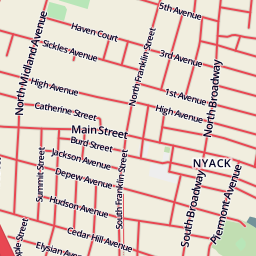 5th Avenue
Haven Court
Sickles Avenue
3rd Avenue
North Midland Avenue
North Franklin Street
High Avenue
1st Avenue
North Broadway
Catherine Street
High Avenue
Main Street
Burd Street
Jackson Avenue
NYACK
Summit Street
Depew Avenue
South Franklin Street
South Broadway
Piermont Avenue
Hudson Avenue
Cedar Hill Avenue
Elysian Avenue
Street